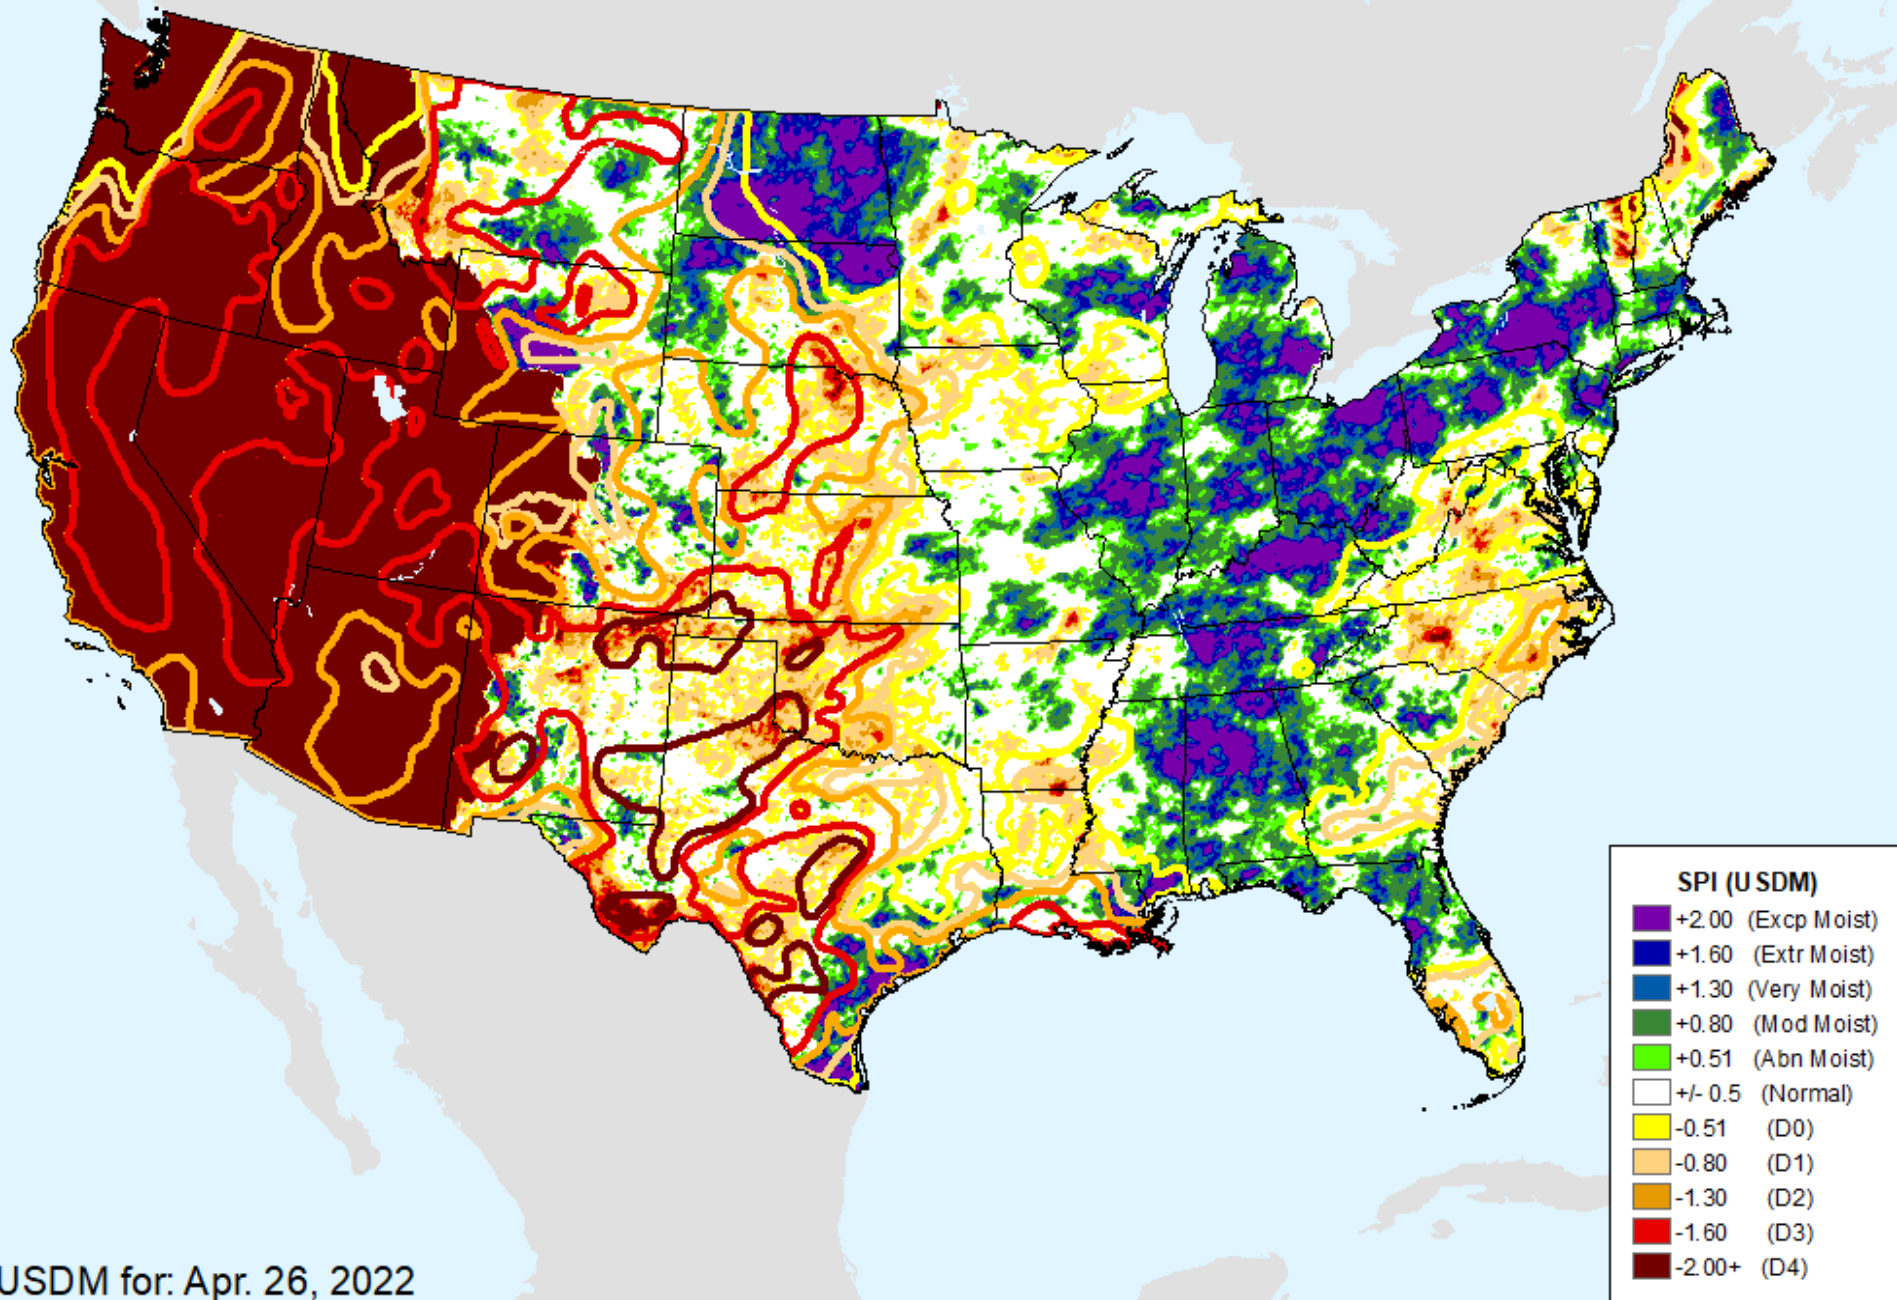 SPI (USDM)
+2.00 (Excp Moist)
+1.60 (Extr Moist)
+1.30 (Very Moist)
+0.80 (Mod Moist)
+0.51 (Abn Moist)
+/- 0.5 (Normal)
-0.51 (D0)
-0.80 (D1)
-1.30 (D2)
-1.60 (D3)
-2.00+ (D4)
USDM for: Apr. 26, 2022